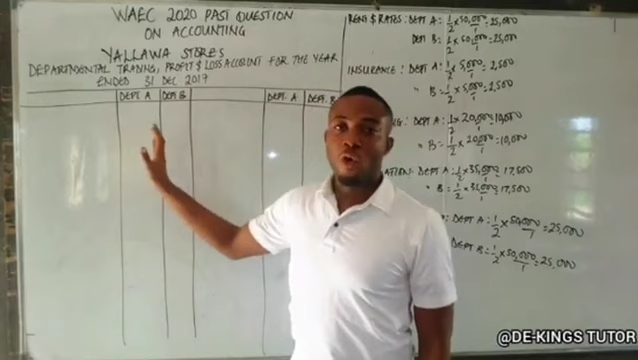 WAEC 2020 PAST QUESTION
ON ACCOUNTING
YALLAWA STORES
DEPARTMENTAL TRADING, PROFIT $ LOSS ACCOUNT FOR THE YEAR
ENDED 31 DEC 2017
DEPT A DEPT B DEPT. A DEPT. B
RENT $ RATES: DEPT A: 1/2 x 50,000/1 = 25,000
DEPT B: 1/2 x 50,000/1 = 25,000
INSURANCE: DEPT A: 1/2 x 5,000/1 = 2,500
" B = 1/2 x 5,000/1 = 2,500
NG: DEPT A: 1/2 x 20,000/1 = 10,000
" B = 1/2 x 20,000/1 = 10,000
ATION: DEPT A: 1/2 x 35,000/1 = 17,500
" B = 1/2 x 35,000/1 = 17,500
DEPT A: 1/2 x 50,000/1 = 25,000
DEPT B: 1/2 x 50,000/1 = 25,000
@DE-KINGS TUTOR